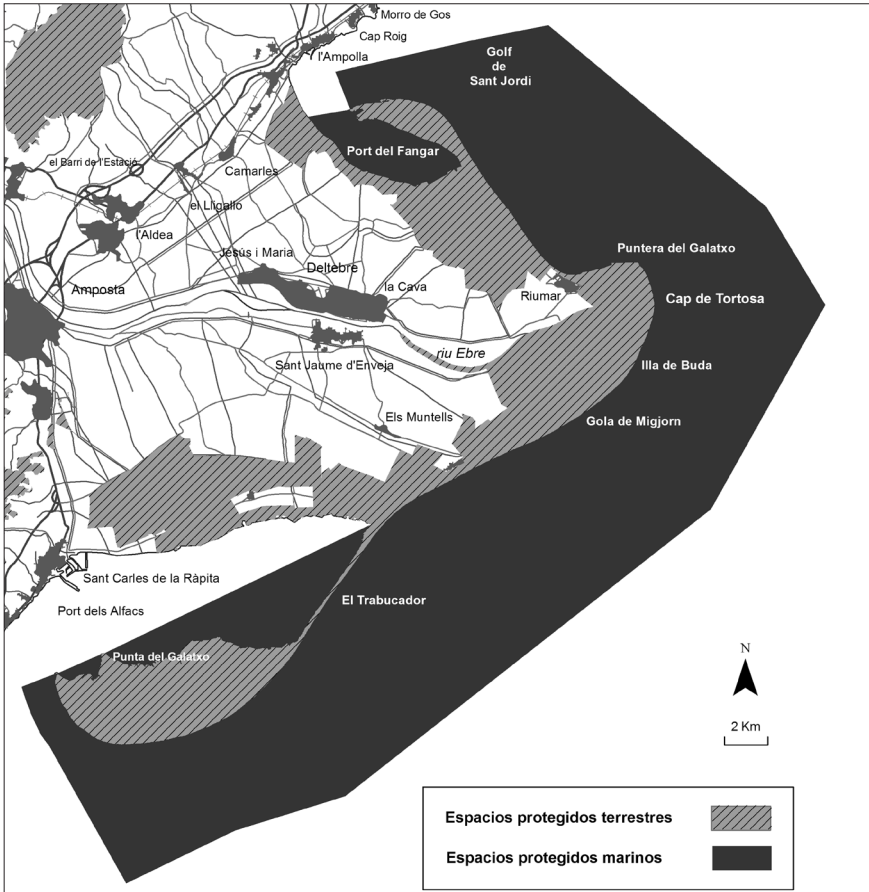 Morro de Gos
Cap Roig
l'Ampolla
Golf
de
Sant Jordi
Port del Fangar
el Barri de l'Estació
Camarles
el Lligallo
l'Aldea
Jesús i Maria
Deltebre
Puntera del Galatxo
Amposta
la Cava
Riumar
Cap de Tortosa
riu Ebre
Sant Jaume d'Enveja
Illa de Buda
Els Muntells
Gola de Migjorn
Sant Carles de la Ràpita
El Trabucador
Port dels Alfacs
Punta del Galatxo
N
2 Km
Espacios protegidos terrestres
Espacios protegidos marinos